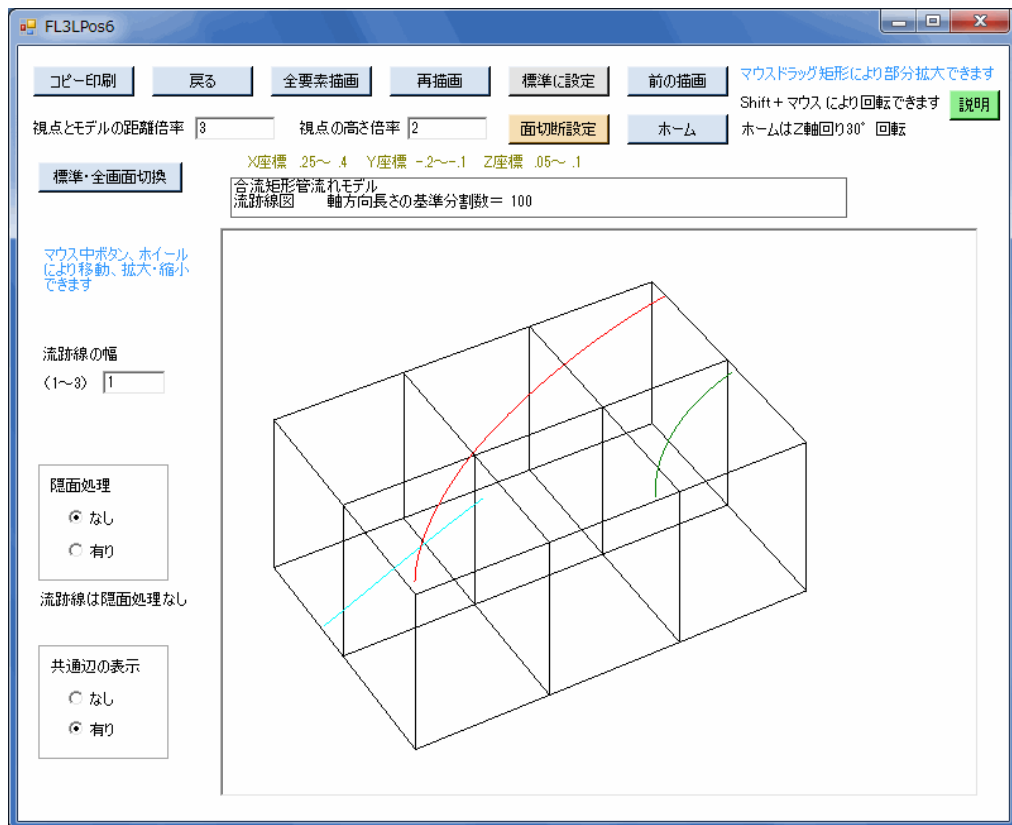 FL3LPos6
コピー印刷 戻る 全要素描画 再描画 標準に設定 前の描画 マウスドラッグ矩形により部分拡大できます
Shift+マウスにより回転できます 説明
視点とモデルの距離倍率 3 視点の高さ倍率 2 面切断設定 ホーム ホームはZ軸回り30° 回転
X座標 .25～ .4 Y座標 -.2～-.1 Z座標 .05～ .1
標準・全画面切換
合流矩形管流れモデル
流跡線図 軸方向長さの基準分割数＝ 100
マウス中ボタン、ホイール
により移動、拡大・縮小
できます
流跡線の幅
(1～3) 1
隠面処理
なし
有り
流跡線は隠面処理なし
共通辺の表示
なし
有り